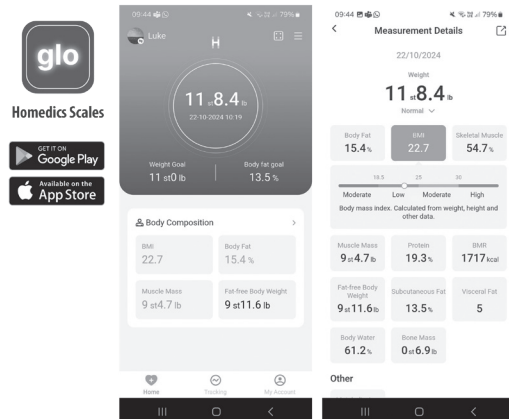 glo
Homedics Scales
GET IT ON
Google Play
Available on the
App Store
09:44
79%
Luke
H
11 st 8.4 lb
22-10-2024 10:19
Weight Goal
11 st0 lb
Body fat goal
13.5 %
Body Composition
BMI
22.7
Body Fat
15.4 %
Muscle Mass
9 st4.7 lb
Fat-free Body Weight
9 st11.6 lb
Home
Tracking
My Account
09:44
79%
Measurement Details
22/10/2024
Weight
11 st 8.4 lb
Normal
Body Fat
15.4 %
BMI
22.7
Skeletal Muscle
54.7 %
18.5 25 30
Moderate Low Moderate High
Body mass index. Calculated from weight, height and
other data.
Muscle Mass
9 st 4.7 lb
Protein
19.3 %
BMR
1717 kcal
Fat-free Body
Weight
9 st 11.6 lb
Subcutaneous Fat
13.5 %
Visceral Fat
5
Body Water
61.2 %
Bone Mass
0 st 6.9 lb
Other